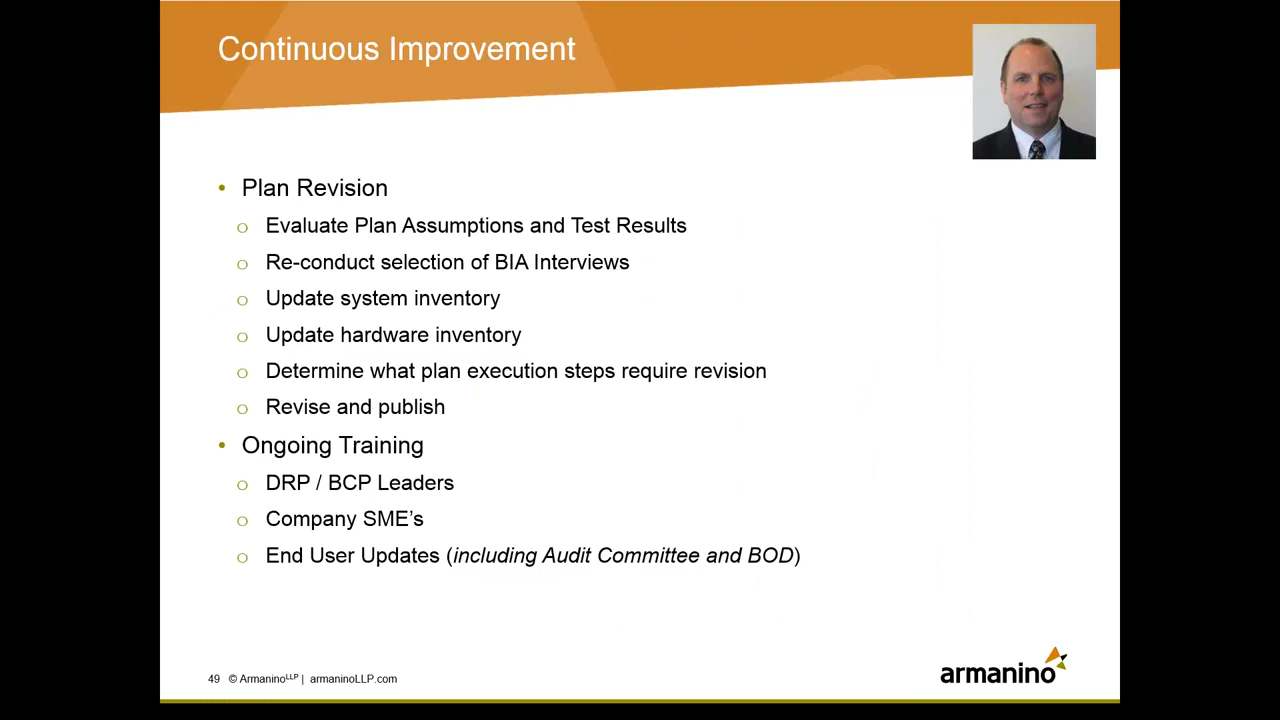 Continuous Improvement
• Plan Revision
o Evaluate Plan Assumptions and Test Results
o Re-conduct selection of BIA Interviews
o Update system inventory
o Update hardware inventory
o Determine what plan execution steps require revision
o Revise and publish
• Ongoing Training
o DRP / BCP Leaders
o Company SME’s
o End User Updates (including Audit Committee and BOD)
49 © ArmaninoLLP | armaninoLLP.com
armanino